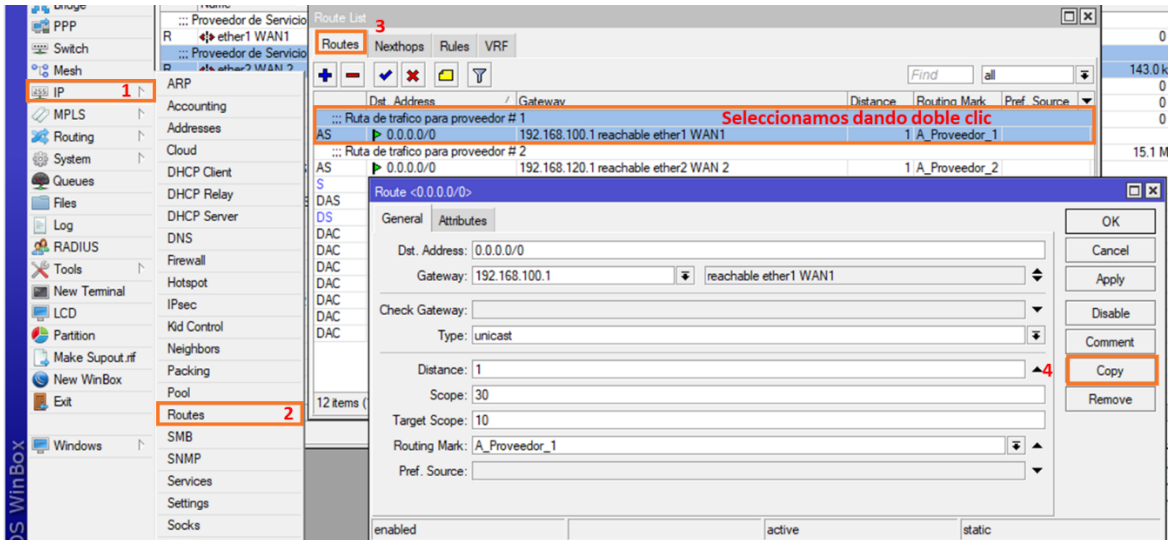 Bridge
PPP
Switch
Mesh
IP 1
MPLS
Routing
System
Queues
Files
Log
RADIUS
Tools
New Terminal
LCD
Partition
Make Supout.rif
New WinBox
Exit
Windows
OS WinBox
ARP
Accounting
Addresses
Cloud
DHCP Client
DHCP Relay
DHCP Server
DNS
Firewall
Hotspot
IPsec
Kid Control
Neighbors
Packing
Pool
Routes 2
SMB
SNMP
Services
Settings
Socks
Name
::: Proveedor de Servicio
R ether1 WAN1
::: Proveedor de Servicio
R ether2 WAN 2
Route List
3
Routes Nexthops Rules VRF
Find all
Dst. Address / Gateway Distance Routing Mark Pref. Source
::: Ruta de trafico para proveedor # 1 Seleccionamos dando doble clic
AS 0.0.0.0/0 192.168.100.1 reachable ether1 WAN1 1 A_Proveedor_1
::: Ruta de trafico para proveedor # 2
AS 0.0.0.0/0 192.168.120.1 reachable ether2 WAN 2 1 A_Proveedor_2
S
DAS
DS
DAC
DAC
DAC
DAC
DAC
DAC
DAC
12 items (
Route <0.0.0.0/0>
General Attributes
Dst. Address: 0.0.0.0/0
Gateway: 192.168.100.1 reachable ether1 WAN1
Check Gateway:
Type: unicast
Distance: 1
Scope: 30
Target Scope: 10
Routing Mark: A_Proveedor_1
Pref. Source:
enabled active static
OK
Cancel
Apply
Disable
Comment
4 Copy
Remove
0
143.0 k
0
0
0
15.1 M